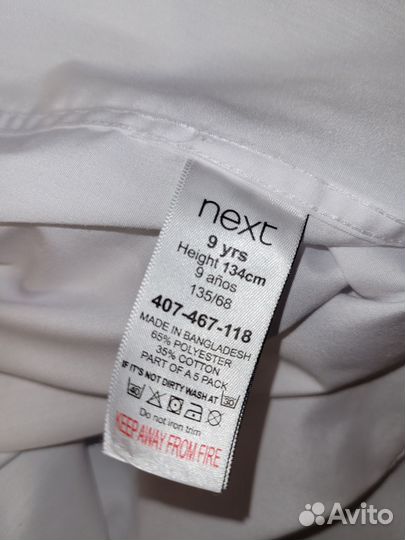 next
9 yrs
Height 134cm
9 años
135/68
407-467-118
MADE IN BANGLADESH
65% POLYESTER
35% COTTON
PART OF A 5 PACK
IF IT'S NOT DIRTY WASH AT 30
40
Do not iron trim
KEEP AWAY FROM FIRE
Avito